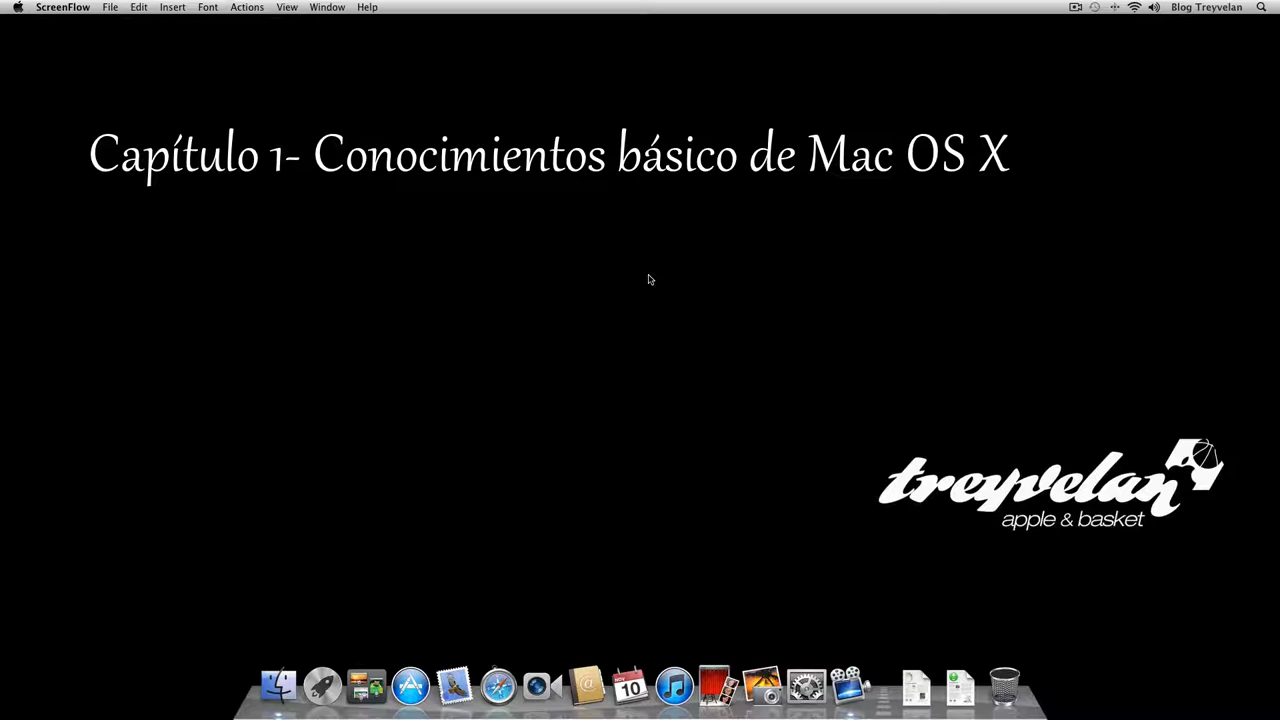 ScreenFlow File Edit Insert Font Actions View Window Help Blog Treyvelan
Capítulo 1- Conocimientos básico de Mac OS X
treyvelan
apple & basket
NOV
10